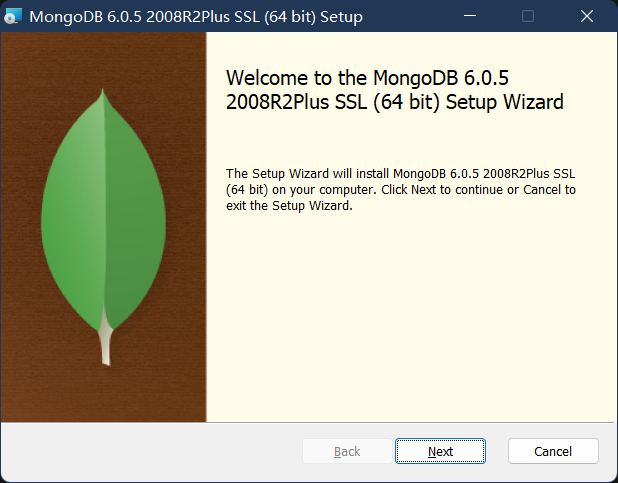 MongoDB 6.0.5 2008R2Plus SSL (64 bit) Setup
Welcome to the MongoDB 6.0.5
2008R2Plus SSL (64 bit) Setup Wizard
The Setup Wizard will install MongoDB 6.0.5 2008R2Plus SSL
(64 bit) on your computer. Click Next to continue or Cancel to
exit the Setup Wizard.
Back Next Cancel